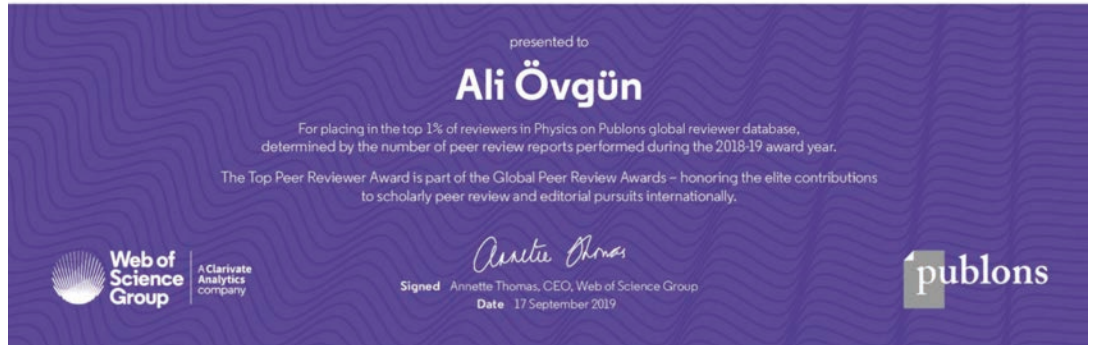 presented to
Ali Övgün
For placing in the top 1% of reviewers in Physics on Publons global reviewer database,
determined by the number of peer review reports performed during the 2018-19 award year.
The Top Peer Reviewer Award is part of the Global Peer Review Awards – honoring the elite contributions
to scholarly peer review and editorial pursuits internationally.
Annette Thomas
Web of
Science
Group
A Clarivate
Analytics
company
Signed Annette Thomas, CEO, Web of Science Group
Date 17 September 2019
publons